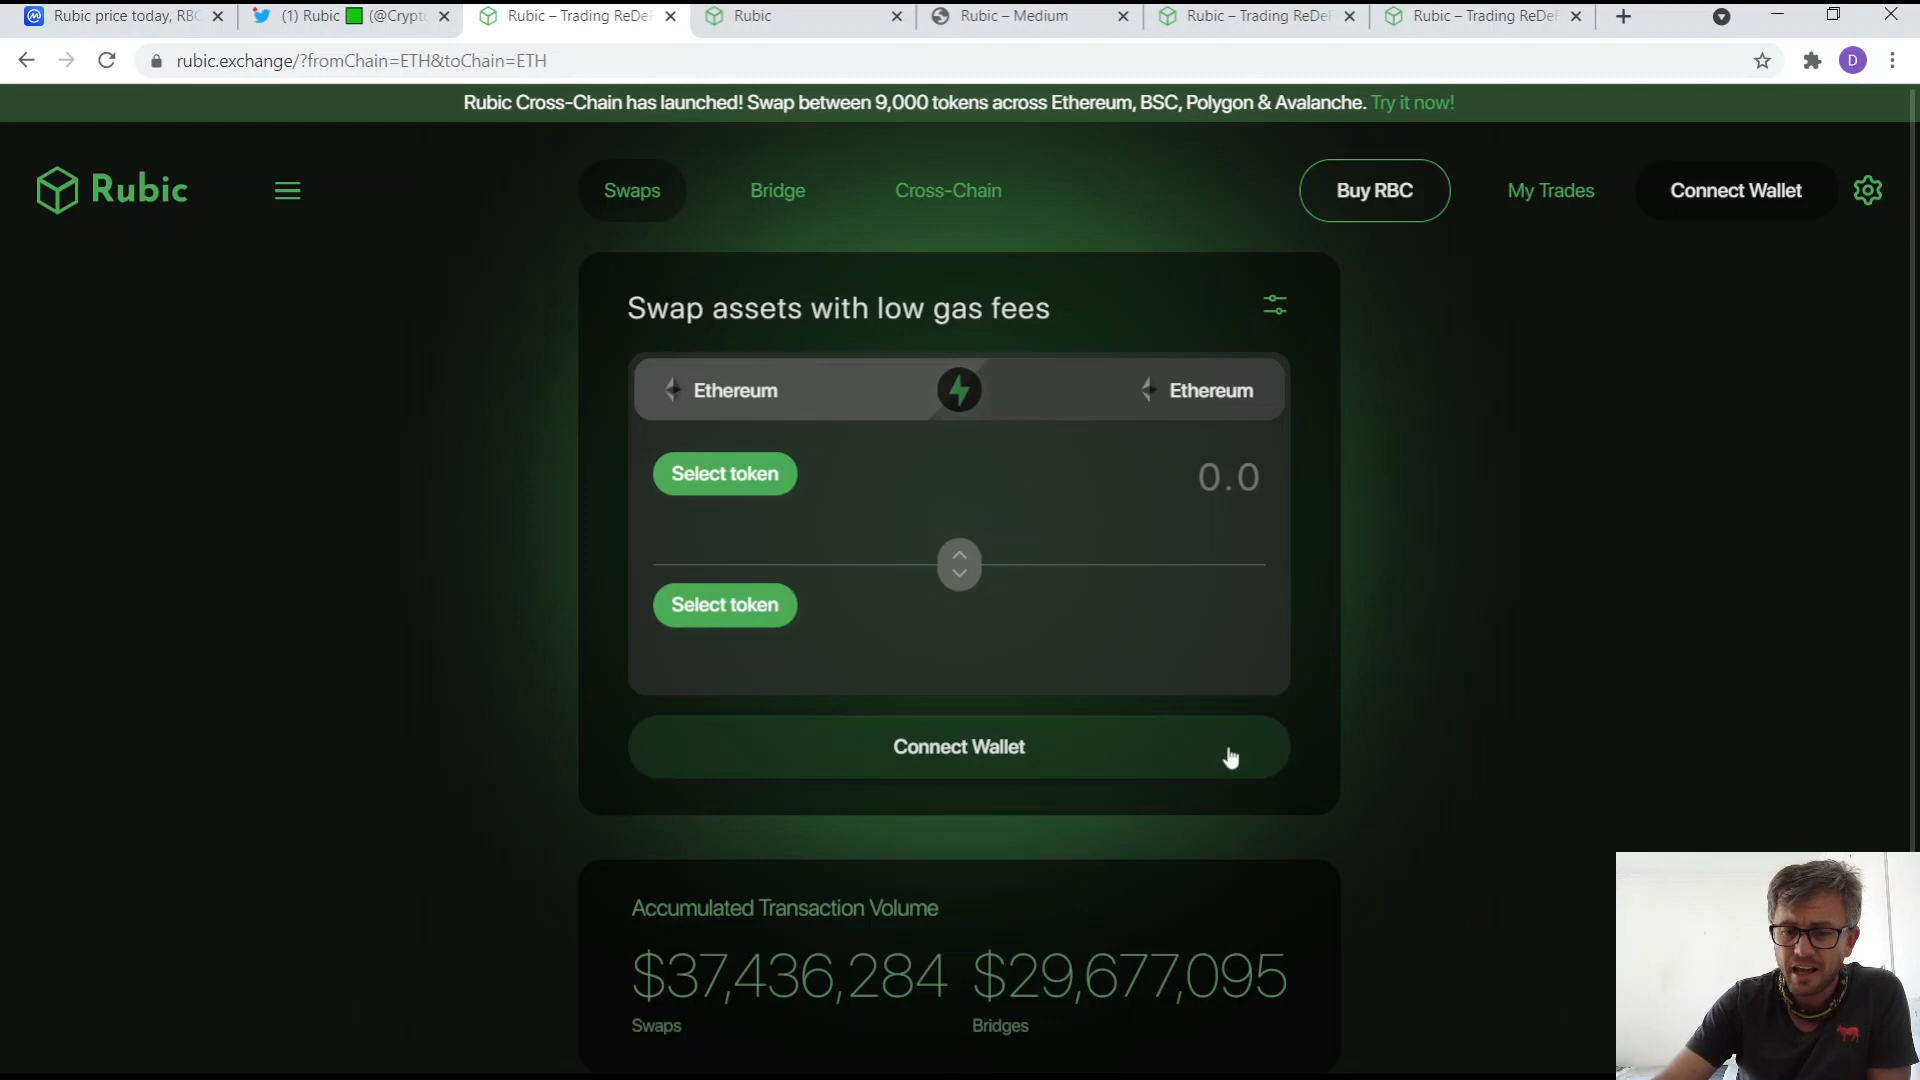 Rubic price today, RBC
(1) Rubic 🟩 (@Crypto
Rubic – Trading ReDeF
Rubic
Rubic – Medium
Rubic – Trading ReDeF
Rubic – Trading ReDeF
rubic.exchange/?fromChain=ETH&toChain=ETH
D
Rubic Cross-Chain has launched! Swap between 9,000 tokens across Ethereum, BSC, Polygon & Avalanche. Try it now!
Rubic
Swaps
Bridge
Cross-Chain
Buy RBC
My Trades
Connect Wallet
Swap assets with low gas fees
Ethereum
Ethereum
Select token
0.0
Select token
Connect Wallet
Accumulated Transaction Volume
$37,436,284 $29,677,095
Swaps Bridges